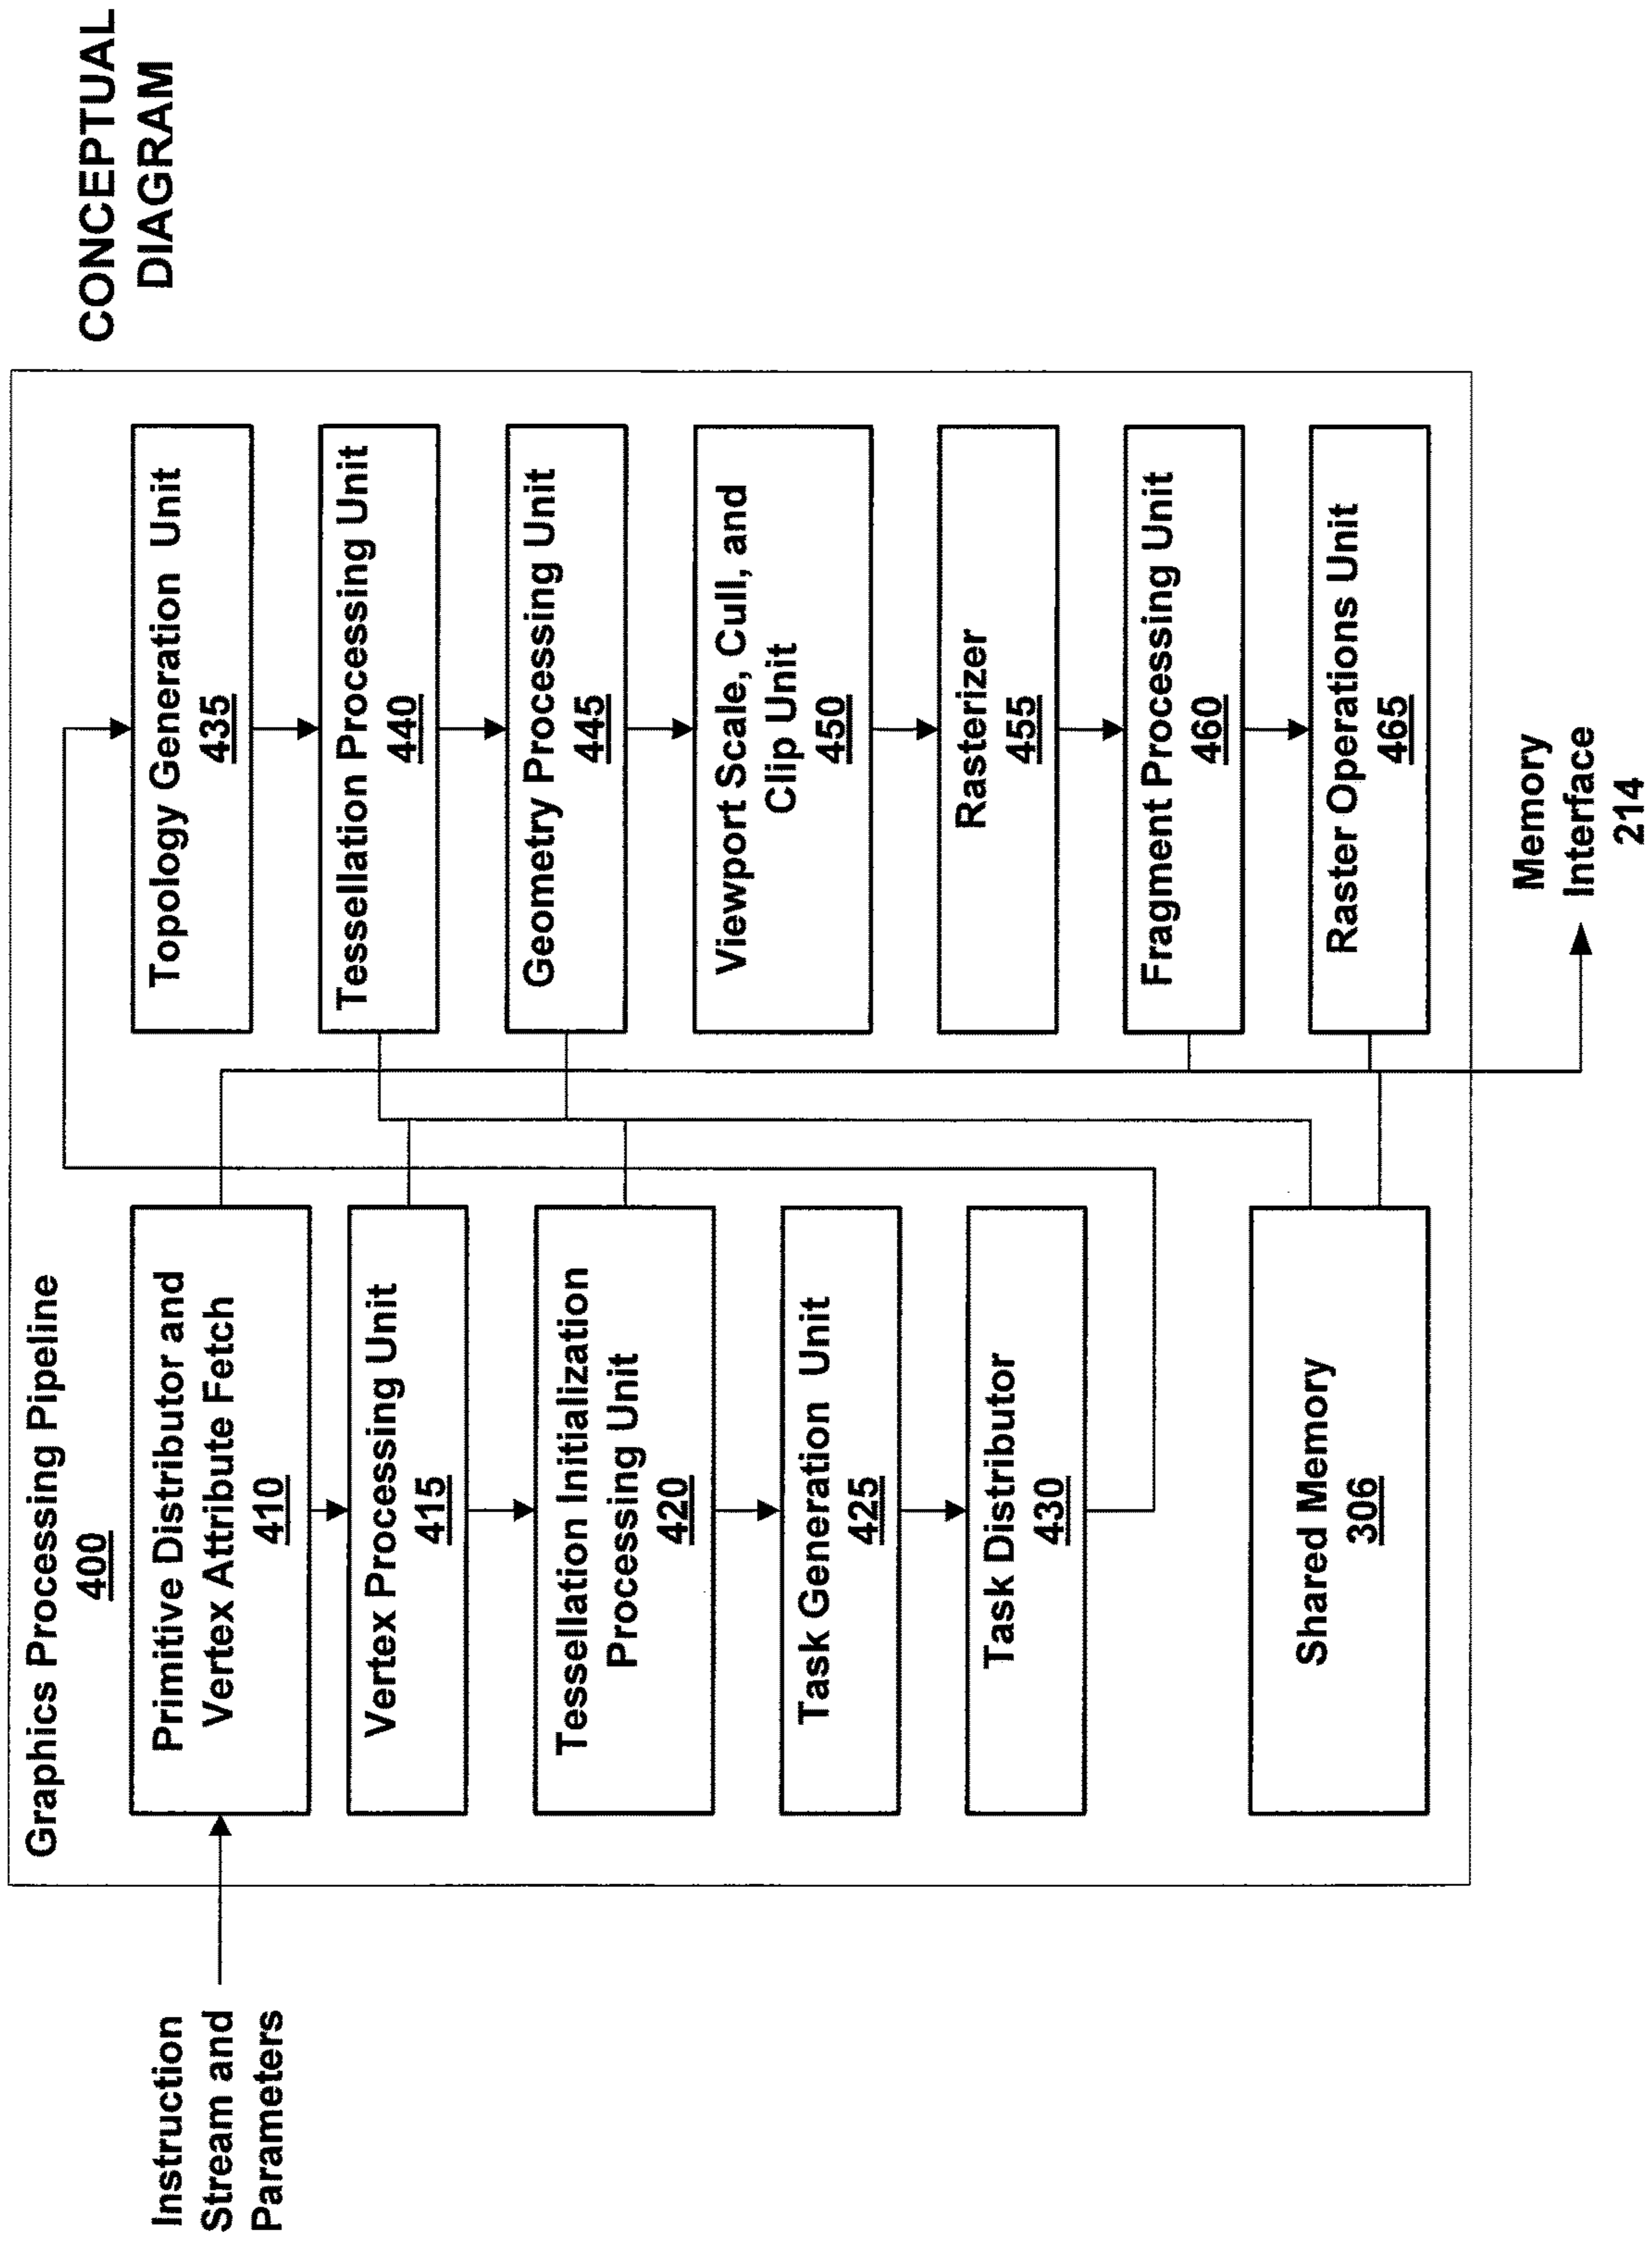 CONCEPTUAL
DIAGRAM
Graphics Processing Pipeline
400
Instruction
Stream and
Parameters
Primitive Distributor and
Vertex Attribute Fetch
410
Vertex Processing Unit
415
Tessellation Initialization
Processing Unit
420
Task Generation Unit
425
Task Distributor
430
Shared Memory
306
Topology Generation Unit
435
Tessellation Processing Unit
440
Geometry Processing Unit
445
Viewport Scale, Cull, and
Clip Unit
450
Rasterizer
455
Fragment Processing Unit
460
Raster Operations Unit
465
Memory
Interface
214